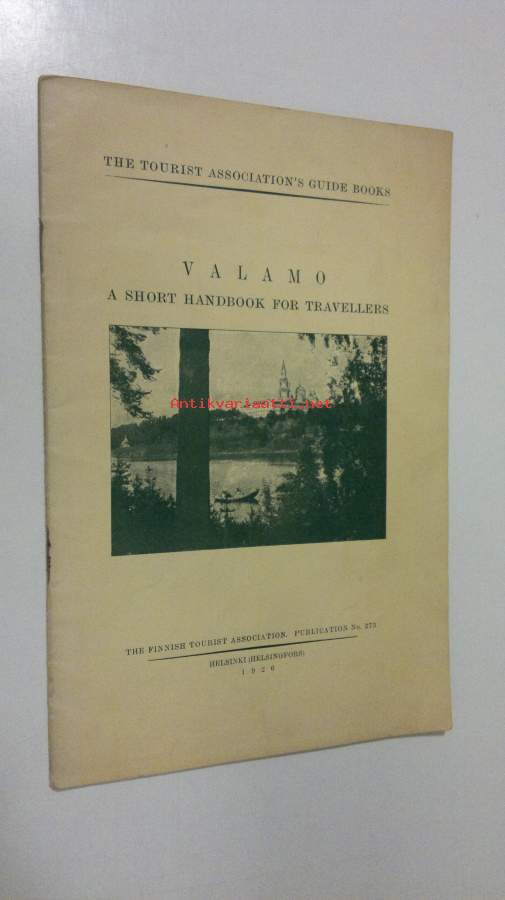 THE TOURIST ASSOCIATION'S GUIDE BOOKS
VALAMO
A SHORT HANDBOOK FOR TRAVELLERS
Antikvariaatti.net
THE FINNISH TOURIST ASSOCIATION. PUBLICATION No. 273
HELSINKI (HELSINGFORS)
1926